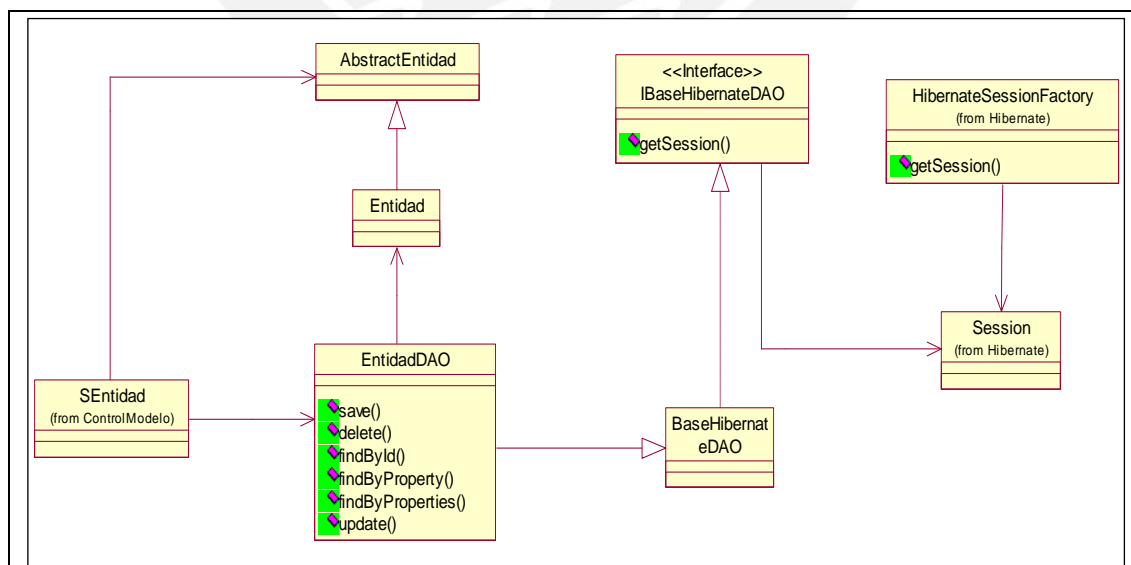 AbstractEntidad
<<Interface>>
IBaseHibernateDAO
getSession()
HibernateSessionFactory
(from Hibernate)
getSession()
Entidad
Session
(from Hibernate)
EntidadDAO
save()
delete()
findById()
findByProperty()
findByProperties()
update()
SEntidad
(from ControlModelo)
BaseHibernat
eDAO